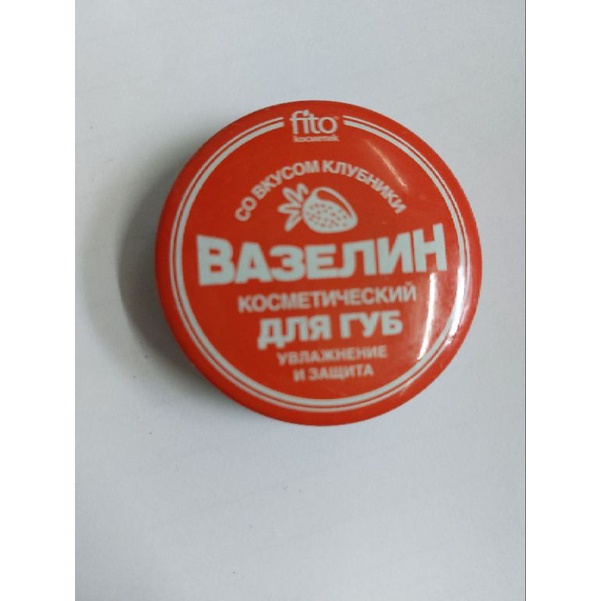 fito®
косметик
СО ВКУСОМ КЛУБНИКИ
ВАЗЕЛИН
КОСМЕТИЧЕСКИЙ
ДЛЯ ГУБ
УВЛАЖНЕНИЕ
И ЗАЩИТА